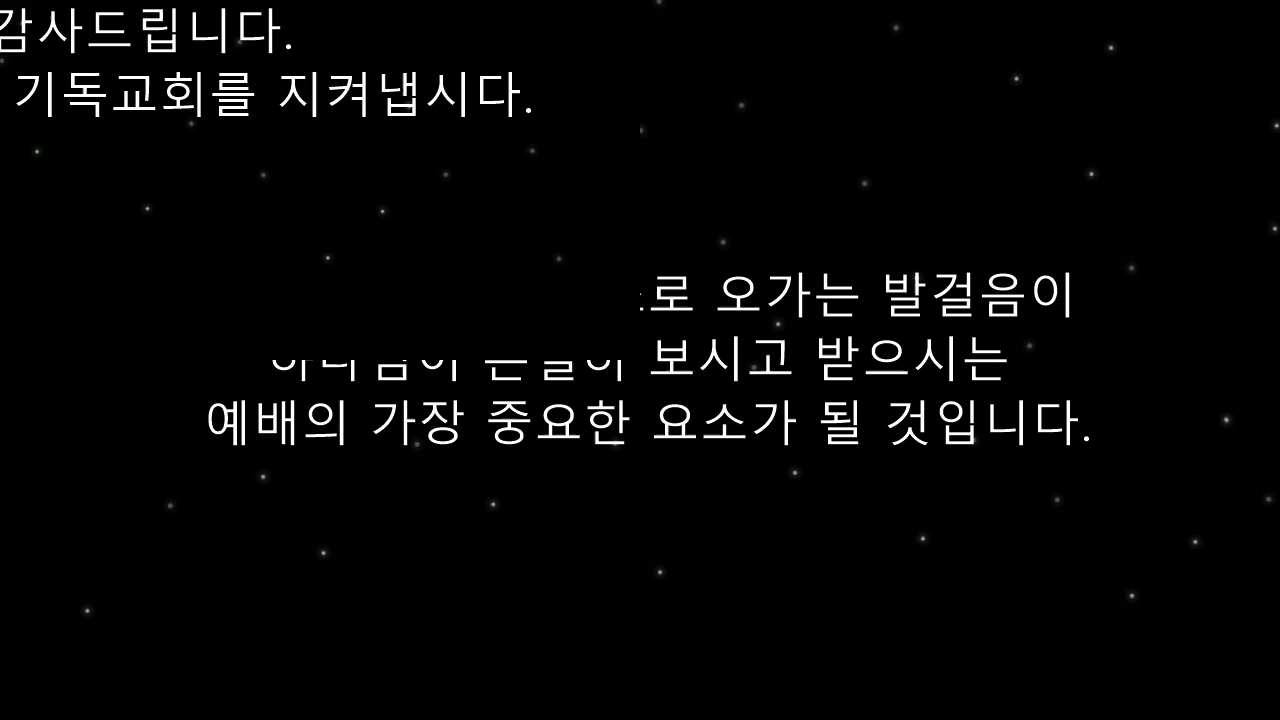 감사드립니다.
기독교회를 지켜냅시다.
오가는 발걸음이
보시고 받으시는
예배의 가장 중요한 요소가 될 것입니다.